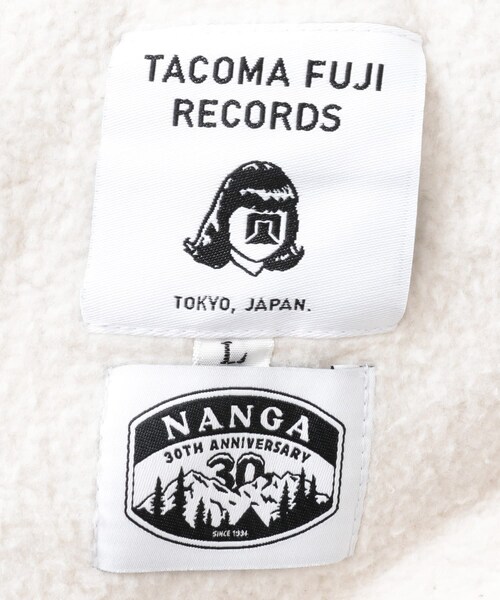 TACOMA FUJI
RECORDS
TOKYO, JAPAN.
L
NANGA
30TH ANNIVERSARY
30
SINCE 1994